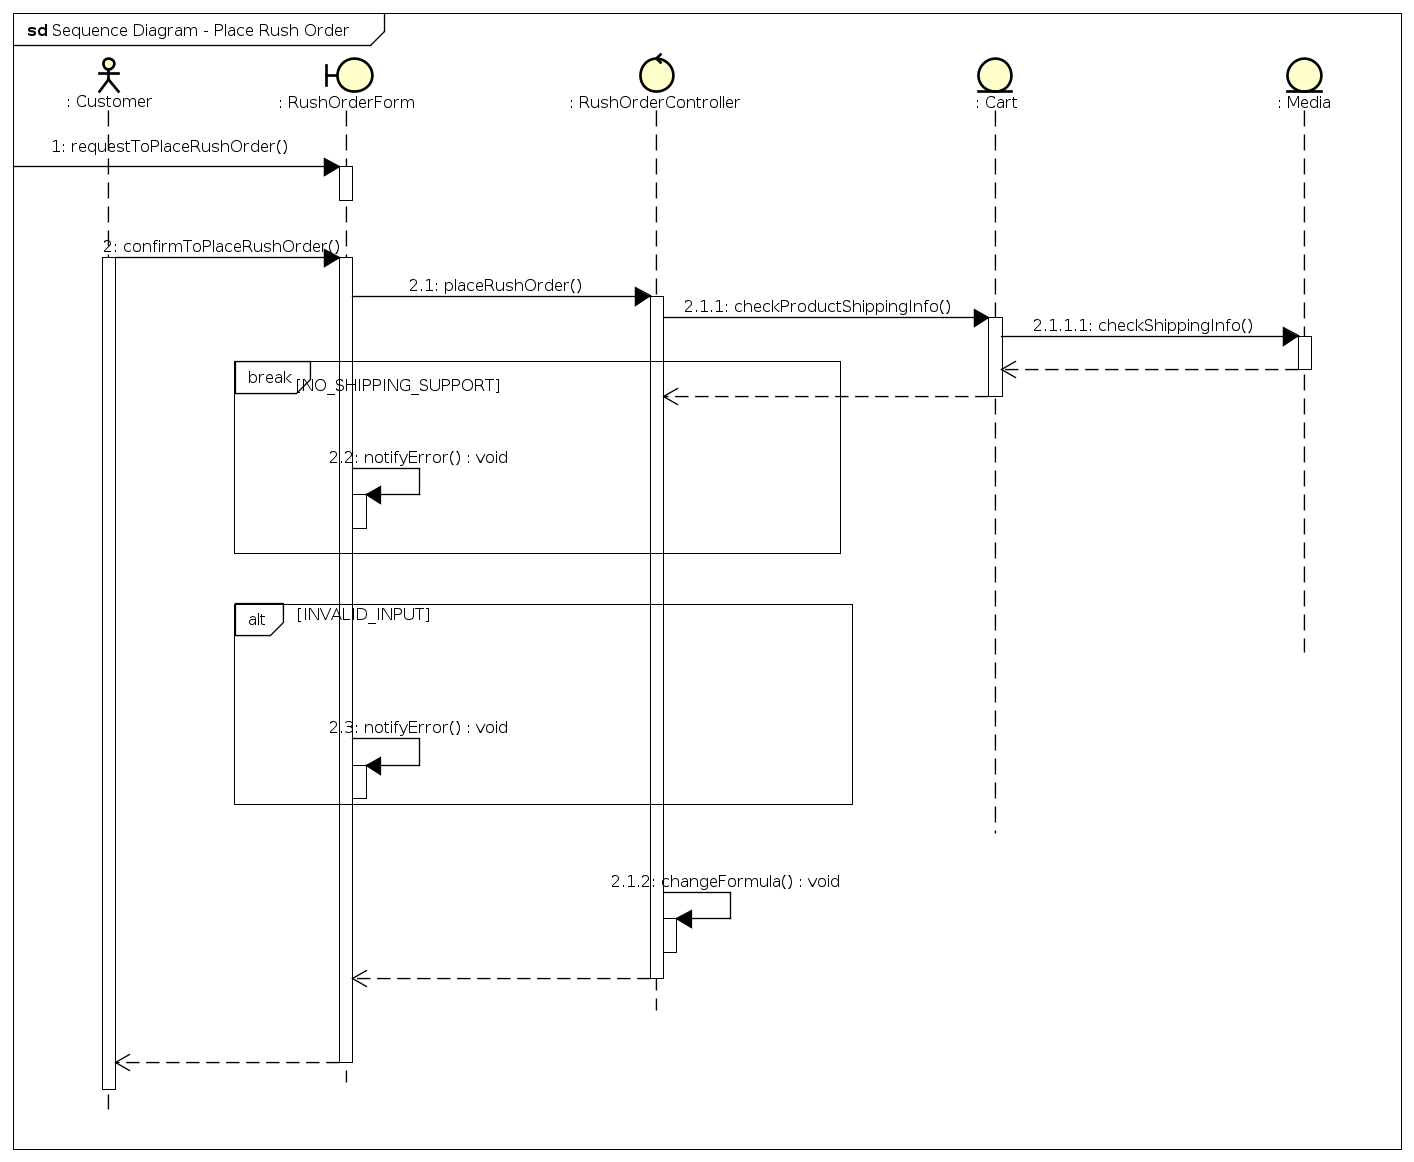 sd Sequence Diagram - Place Rush Order
: Customer
: RushOrderForm
: RushOrderController
: Cart
: Media
1: requestToPlaceRushOrder()
2: confirmToPlaceRushOrder()
2.1: placeRushOrder()
2.1.1: checkProductShippingInfo()
2.1.1.1: checkShippingInfo()
break
[NO_SHIPPING_SUPPORT]
2.2: notifyError() : void
alt
[INVALID_INPUT]
2.3: notifyError() : void
2.1.2: changeFormula() : void